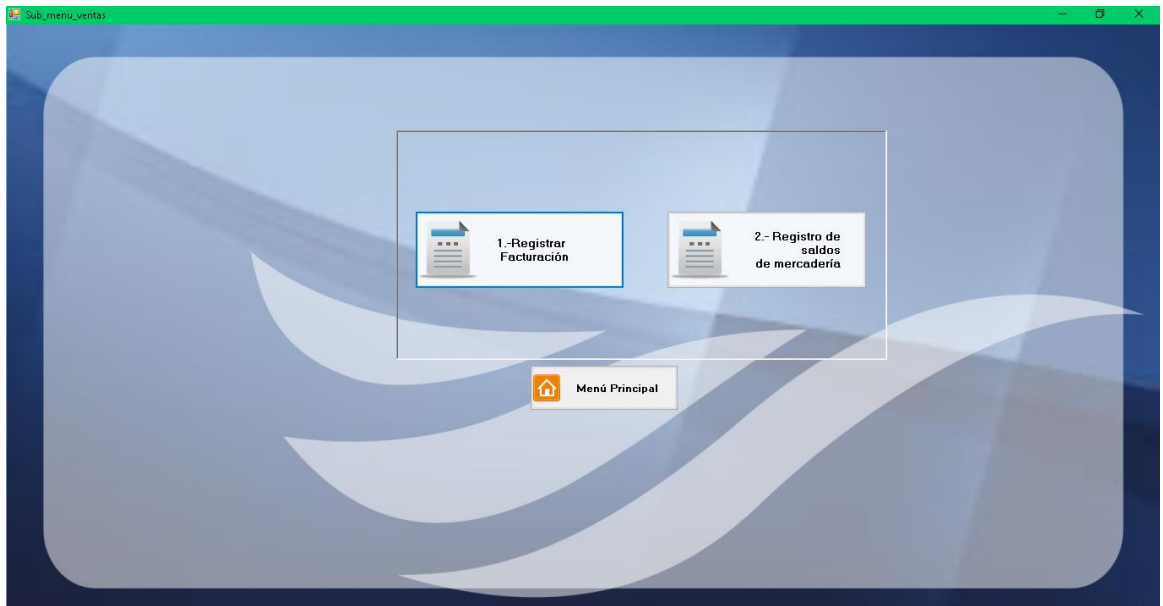 Sub_menu_ventas
1.-Registrar
Facturación
2.- Registro de
saldos
de mercadería
Menú Principal